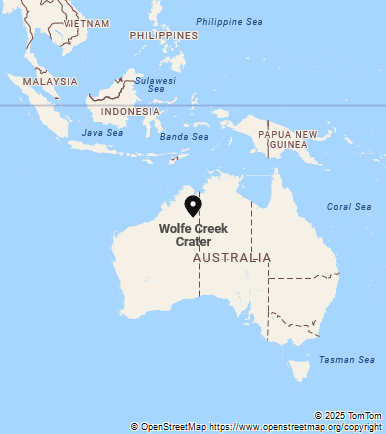 Philippine Sea
VIETNAM
PHILIPPINES
MALAYSIA
Sulawesi
Sea
INDONESIA
Java Sea
Banda Sea
PAPUA NEW
GUINEA
Coral Sea
Wolfe Creek
Crater
AUSTRALIA
Tasman Sea
© 2025 TomTom
© OpenStreetMap https://www.openstreetmap.org/copyright